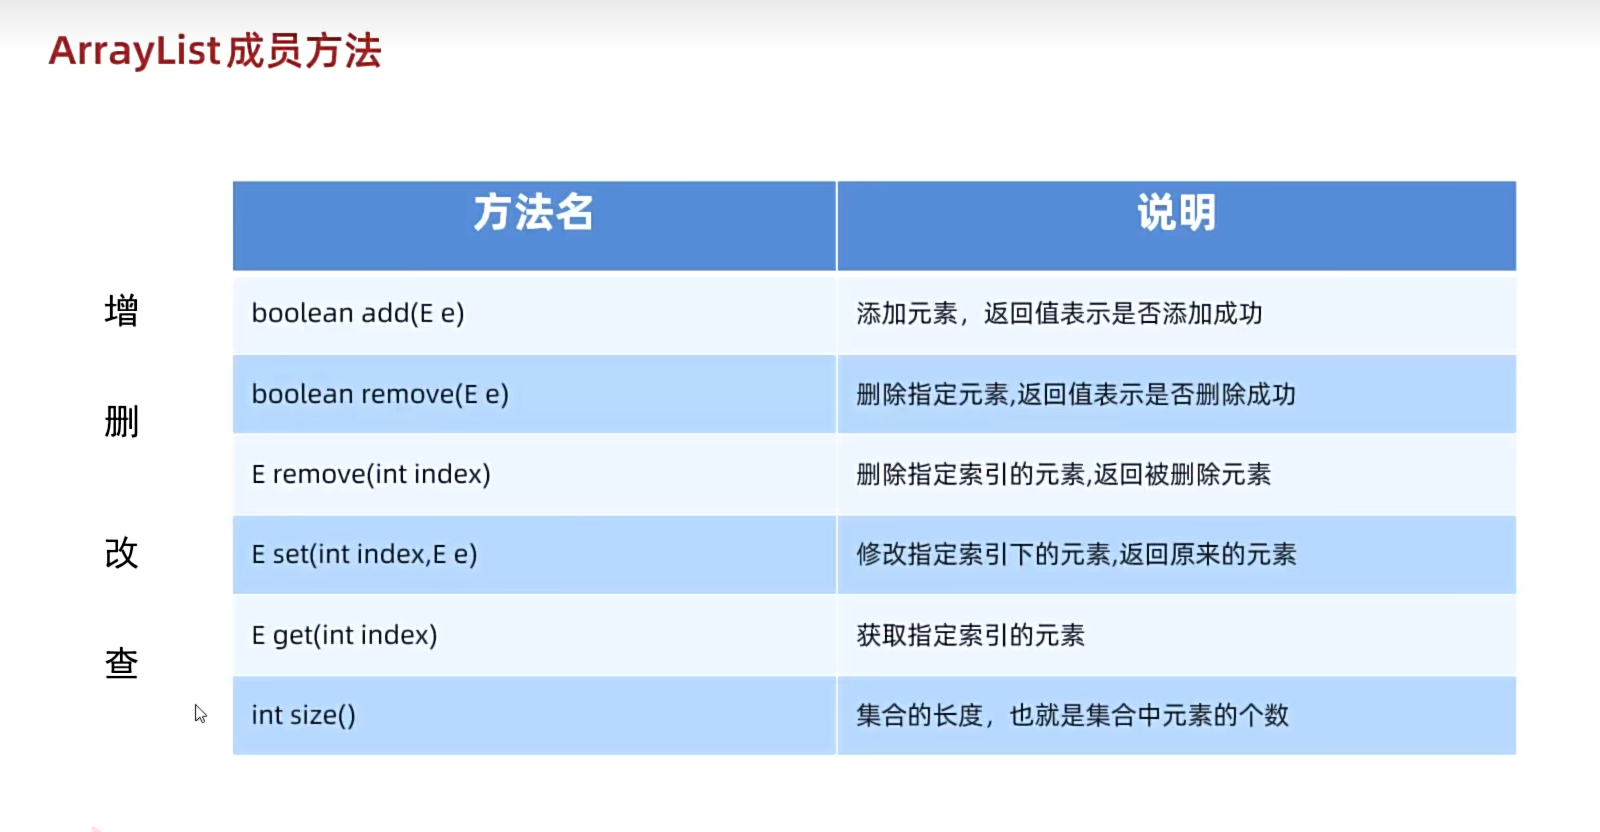 ArrayList成员方法
方法名 说明
增 boolean add(E e) 添加元素，返回值表示是否添加成功
boolean remove(E e) 删除指定元素,返回值表示是否删除成功
删
E remove(int index) 删除指定索引的元素,返回被删除元素
改 E set(int index,E e) 修改指定索引下的元素,返回原来的元素
E get(int index) 获取指定索引的元素
查
int size() 集合的长度，也就是集合中元素的个数